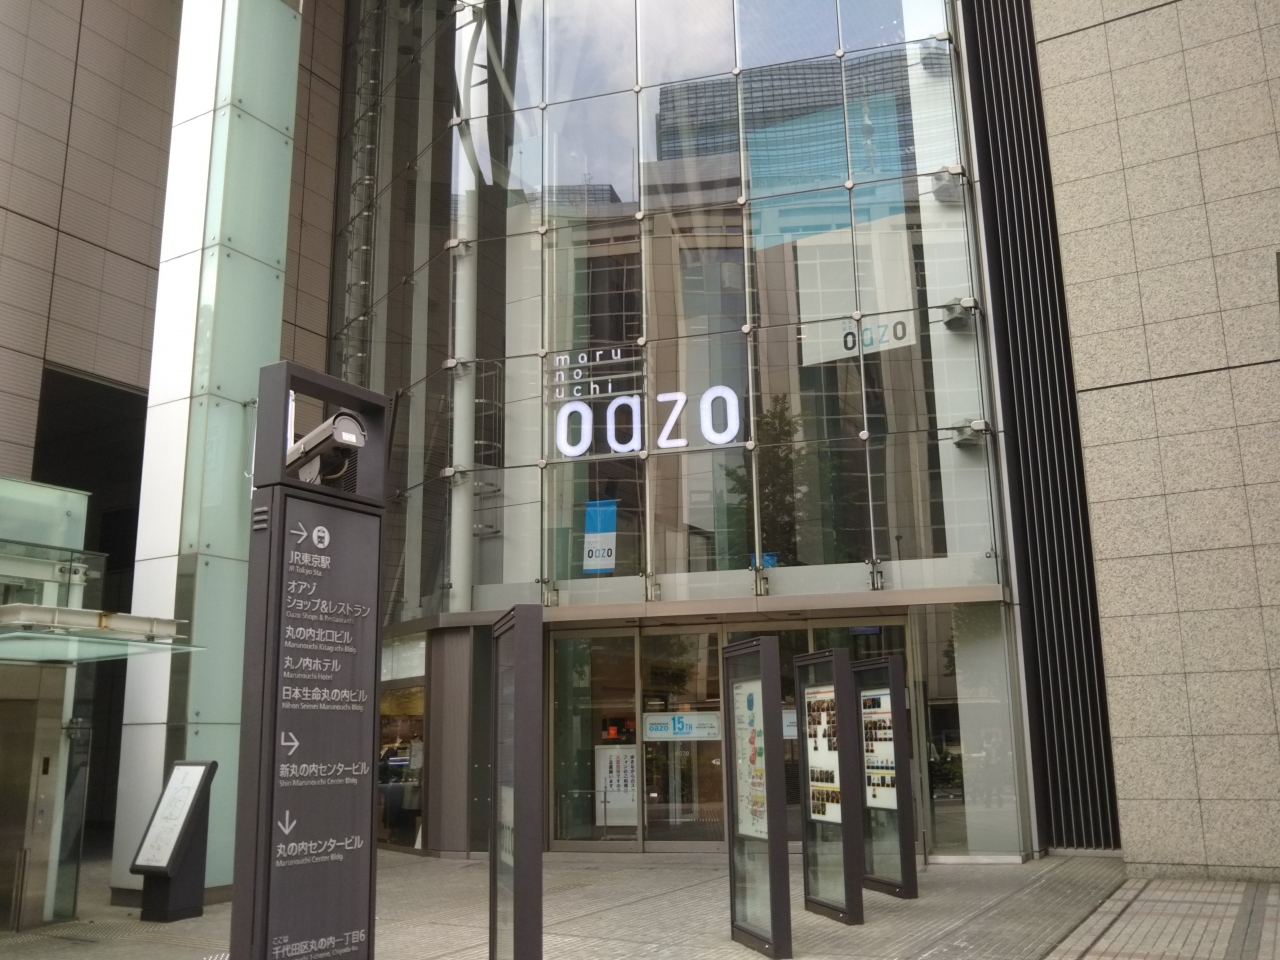 maru
no
uchi
oazo
oazo
oazo
JR東京駅
JR Tokyo Sta.
オアゾ
ショップ&レストラン
Oazo Shops & Restaurants
丸の内北口ビル
Marunouchi Kitaguchi Bldg.
丸ノ内ホテル
Marunouchi Hotel
日本生命丸の内ビル
Nihon Seimei Marunouchi Bldg.
新丸の内センタービル
Shin Marunouchi Center Bldg.
丸の内センタービル
Marunouchi Center Bldg.
ここは
千代田区丸の内一丁目6
oazo 15TH